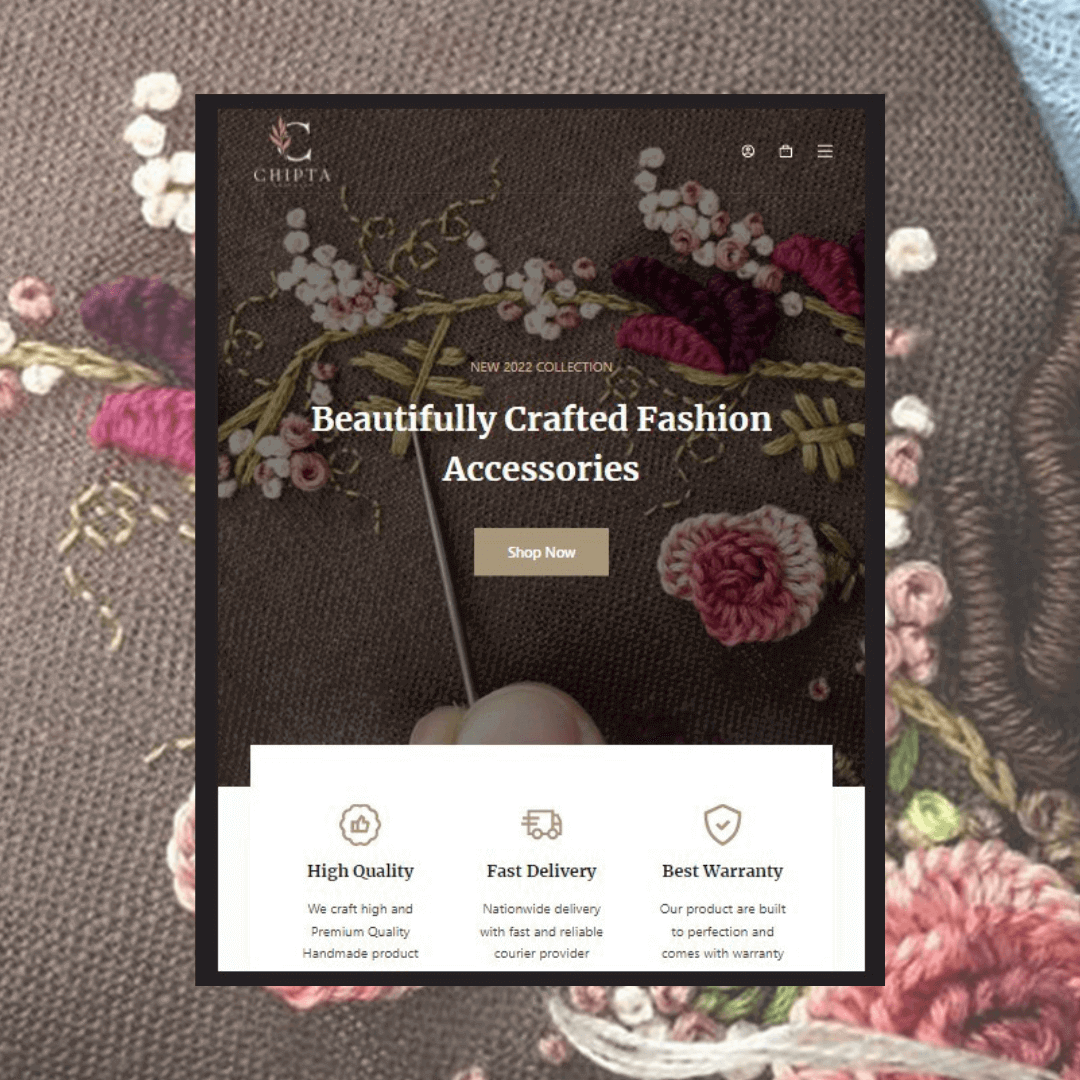 C
CHIPTA
NEW 2022 COLLECTION
Beautifully Crafted Fashion
Accessories
Shop Now
High Quality
Fast Delivery
Best Warranty
We craft high and
Premium Quality
Handmade product
Nationwide delivery
with fast and reliable
courier provider
Our product are built
to perfection and
comes with warranty